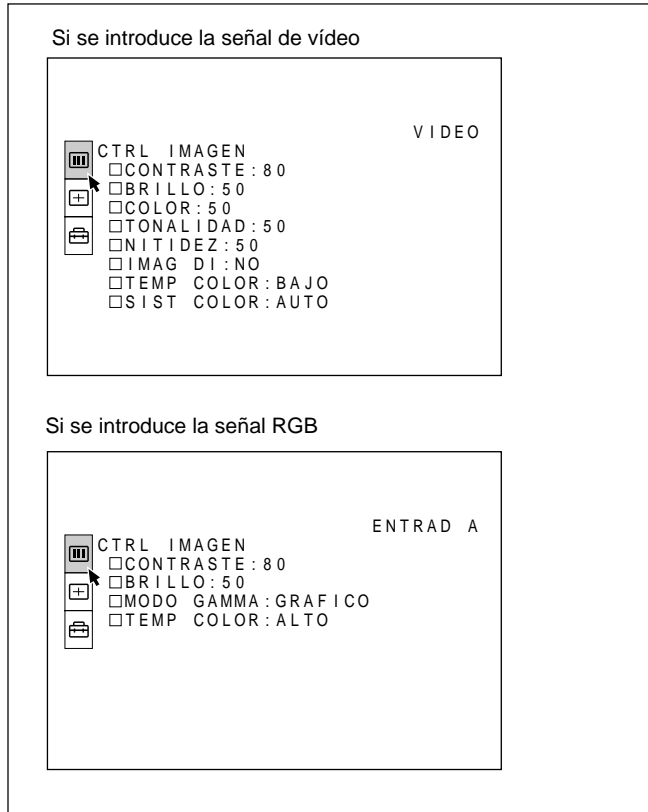 Si se introduce la señal de vídeo
VIDEO
CTRL IMAGEN
□CONTRASTE:80
□BRILLO:50
□COLOR:50
□TONALIDAD:50
□NITIDEZ:50
□IMAG DI:NO
□TEMP COLOR:BAJO
□SIST COLOR:AUTO
Si se introduce la señal RGB
ENTRAD A
CTRL IMAGEN
□CONTRASTE:80
□BRILLO:50
□MODO GAMMA:GRAFICO
□TEMP COLOR:ALTO